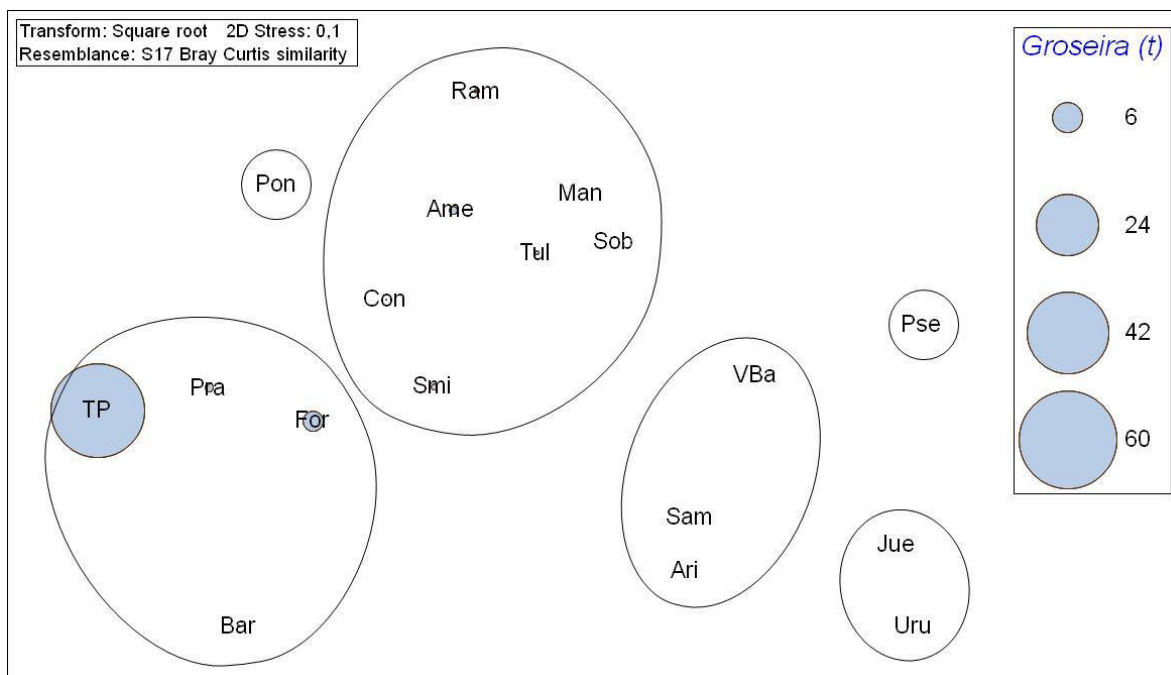 Transform: Square root 2D Stress: 0,1
Resemblance: S17 Bray Curtis similarity
Groseira (t)
6
24
42
60
Ram
Pon
Man
Ame
Sob
Tul
Con
Pse
VBa
Smi
Pra
TP
For
Sam
Jue
Ari
Bar
Uru